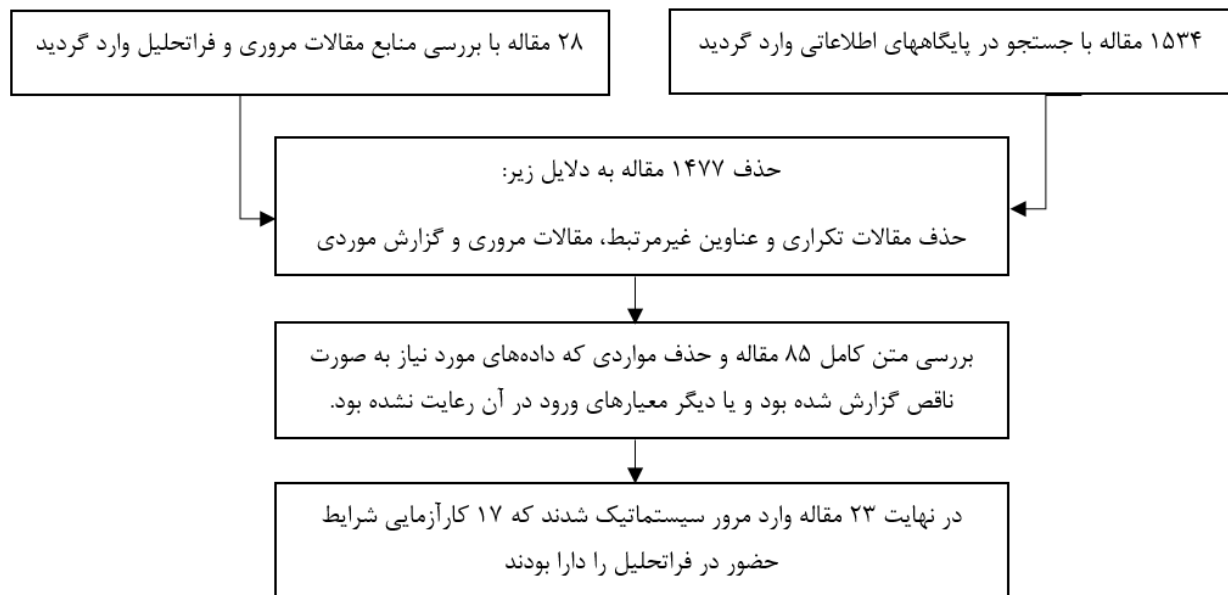 ۱۵۳۴ مقاله با جستجو در پایگاههای اطلاعاتی وارد گردید
۲۸ مقاله با بررسی منابع مقالات مروری و فراتحلیل وارد گردید
حذف ۱۴۷۷ مقاله به دلایل زیر:
حذف مقالات تکراری و عناوین غیرمرتبط، مقالات مروری و گزارش موردی
بررسی متن کامل ۸۵ مقاله و حذف مواردی که داده‌های مورد نیاز به صورت
ناقص گزارش شده بود و یا دیگر معیارهای ورود در آن رعایت نشده بود.
در نهایت ۲۳ مقاله وارد مرور سیستماتیک شدند که ۱۷ کارآزمایی شرایط
حضور در فراتحلیل را دارا بودند